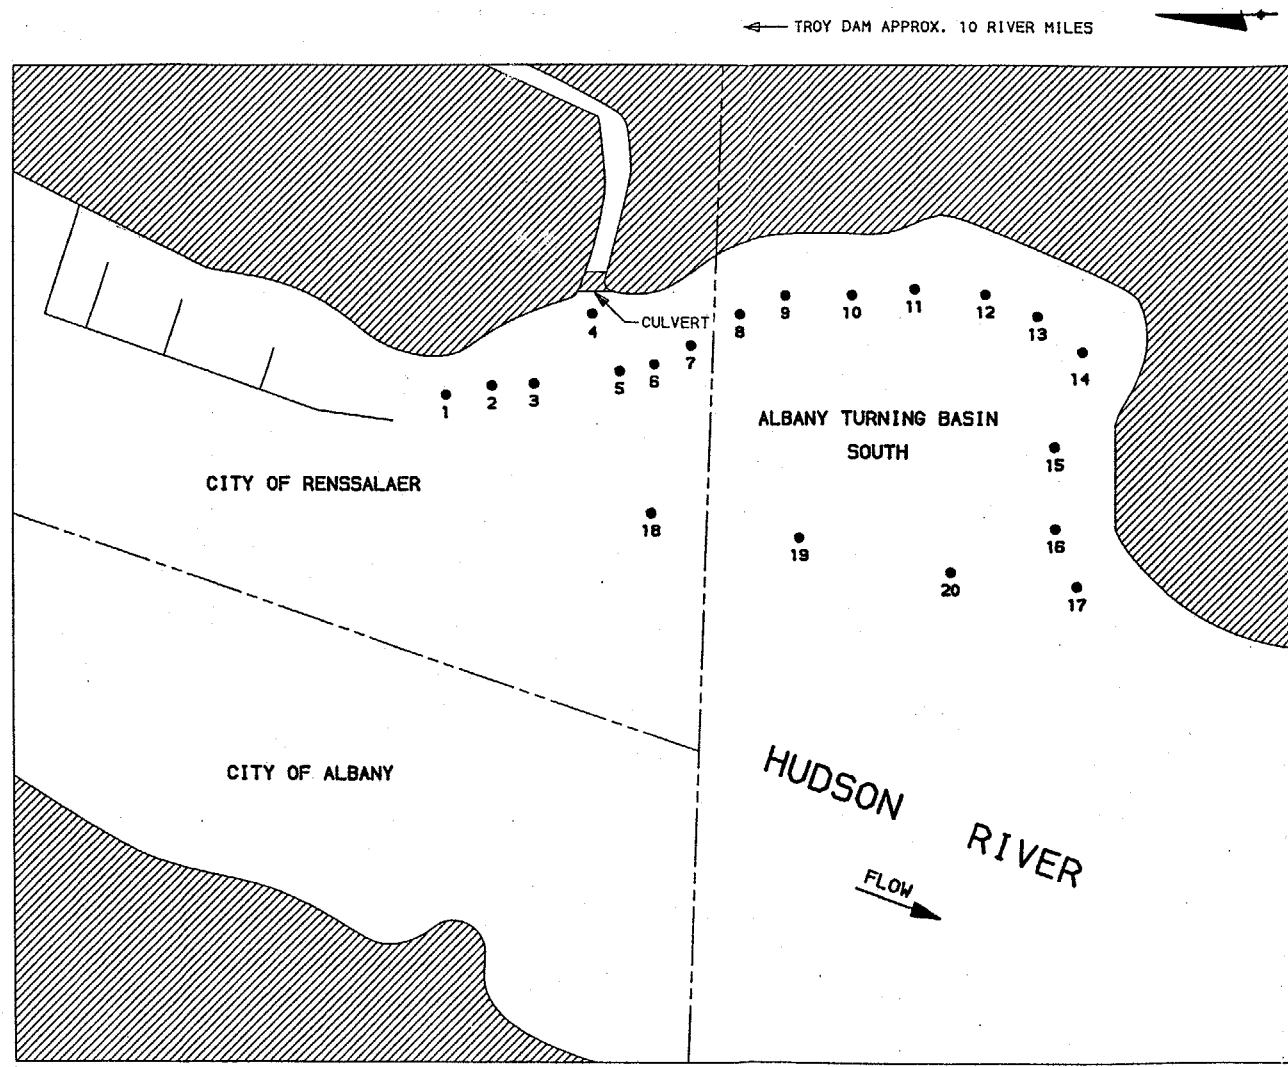 TROY DAM APPROX. 10 RIVER MILES
CULVERT
1
2
3
4
5
6
7
8
9
10
11
12
13
14
15
16
17
18
19
20
ALBANY TURNING BASIN
SOUTH
CITY OF RENSSALAER
CITY OF ALBANY
HUDSON RIVER
FLOW